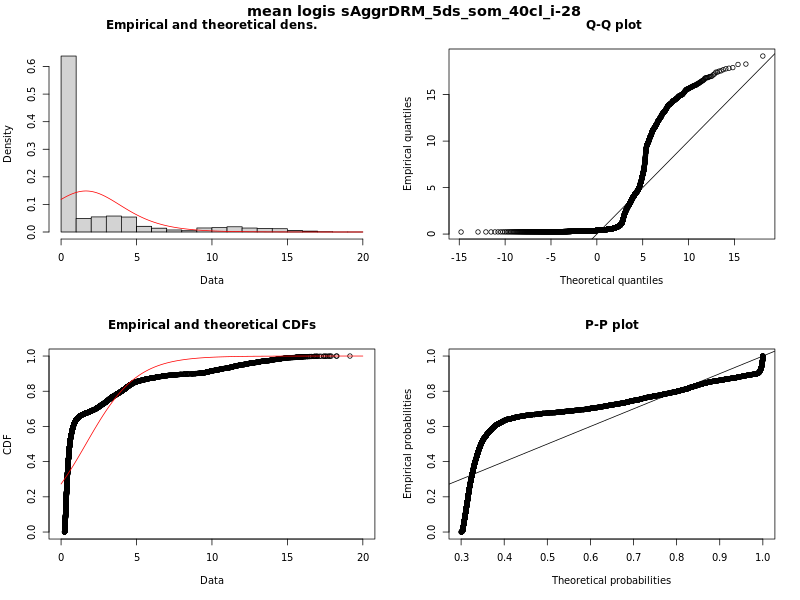 mean logis sAggrDRM_5ds_som_40cl_i-28
Empirical and theoretical dens.
Density
0.0 0.1 0.2 0.3 0.4 0.5 0.6
0 5 10 15 20
Data
Q-Q plot
Empirical quantiles
0 5 10 15
-15 -10 -5 0 5 10 15
Theoretical quantiles
Empirical and theoretical CDFs
CDF
0.0 0.2 0.4 0.6 0.8 1.0
0 5 10 15 20
Data
P-P plot
Empirical probabilities
0.0 0.2 0.4 0.6 0.8 1.0
0.3 0.4 0.5 0.6 0.7 0.8 0.9 1.0
Theoretical probabilities